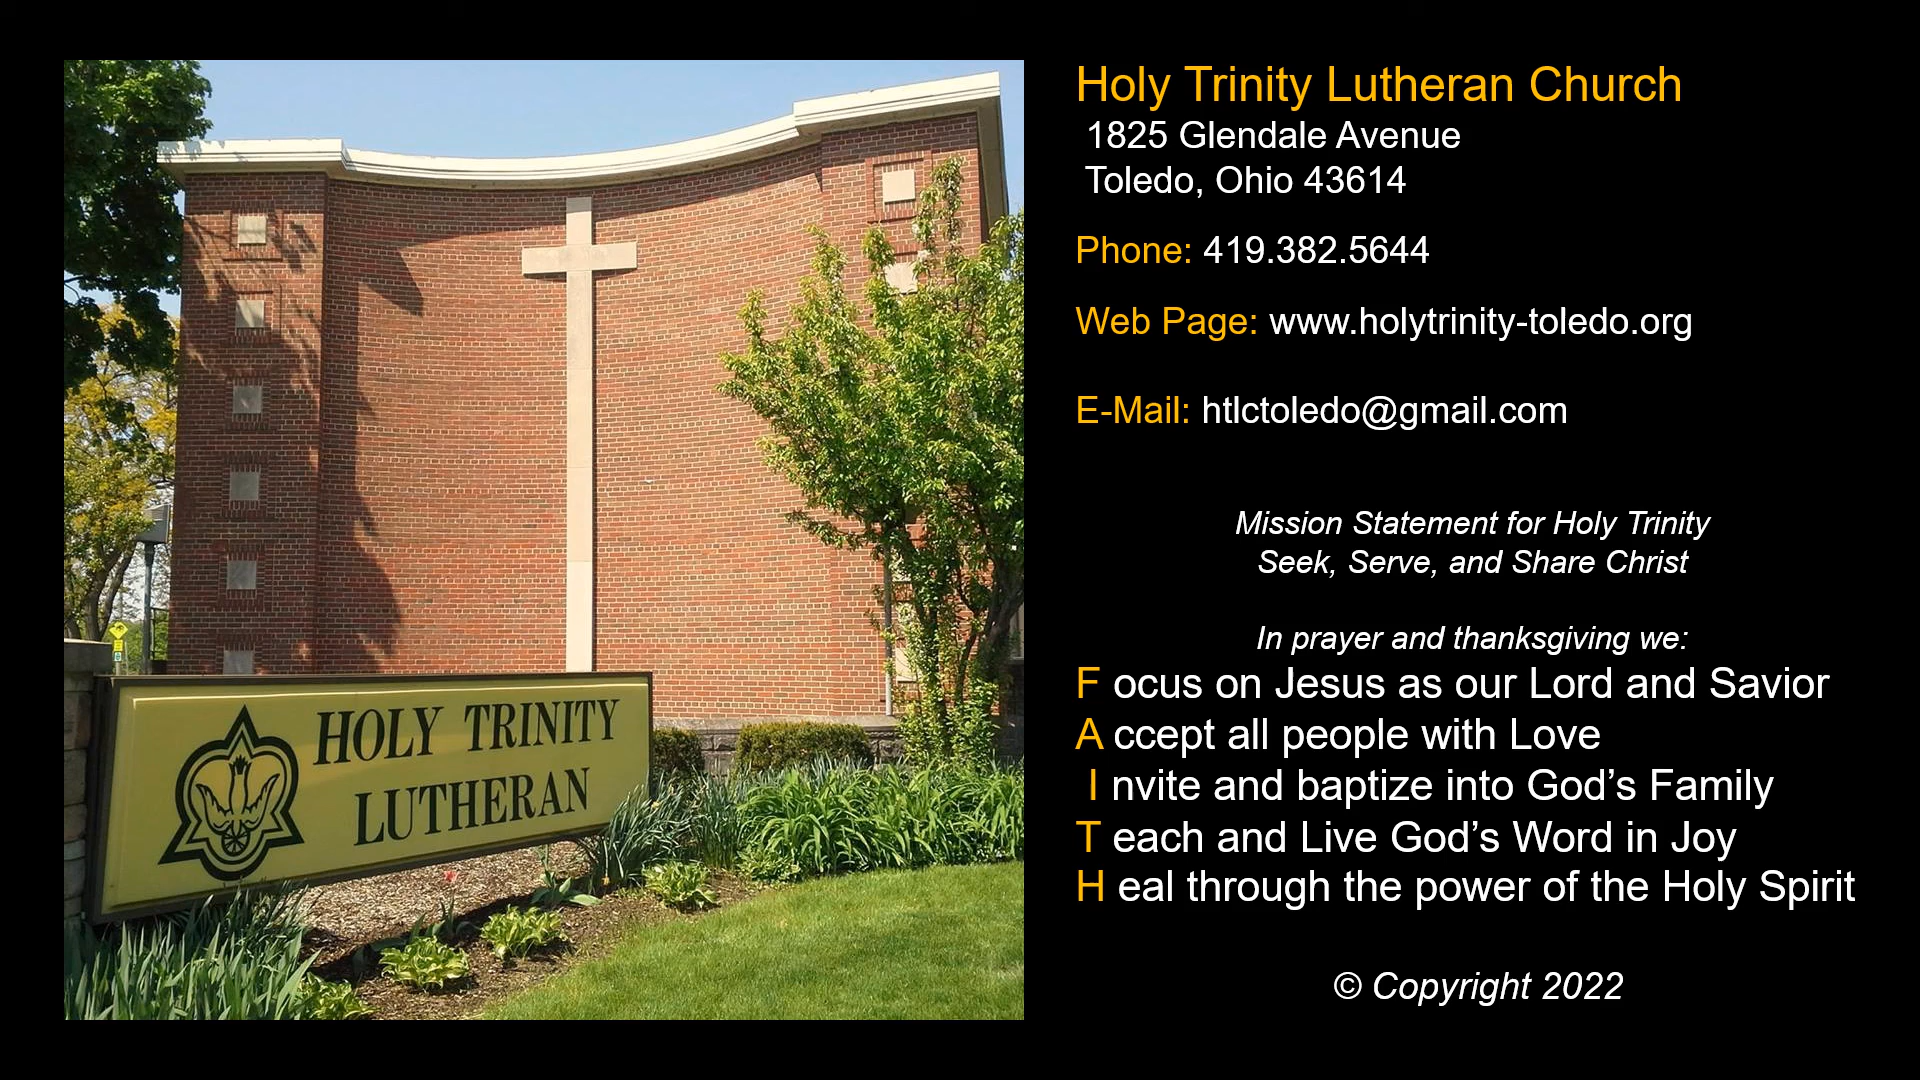 HOLY TRINITY
LUTHERAN
Holy Trinity Lutheran Church
1825 Glendale Avenue
Toledo, Ohio 43614
Phone: 419.382.5644
Web Page: www.holytrinity-toledo.org
E-Mail: htlctoledo@gmail.com
Mission Statement for Holy Trinity
Seek, Serve, and Share Christ
In prayer and thanksgiving we:
F ocus on Jesus as our Lord and Savior
A ccept all people with Love
I nvite and baptize into God’s Family
T each and Live God’s Word in Joy
H eal through the power of the Holy Spirit
© Copyright 2022